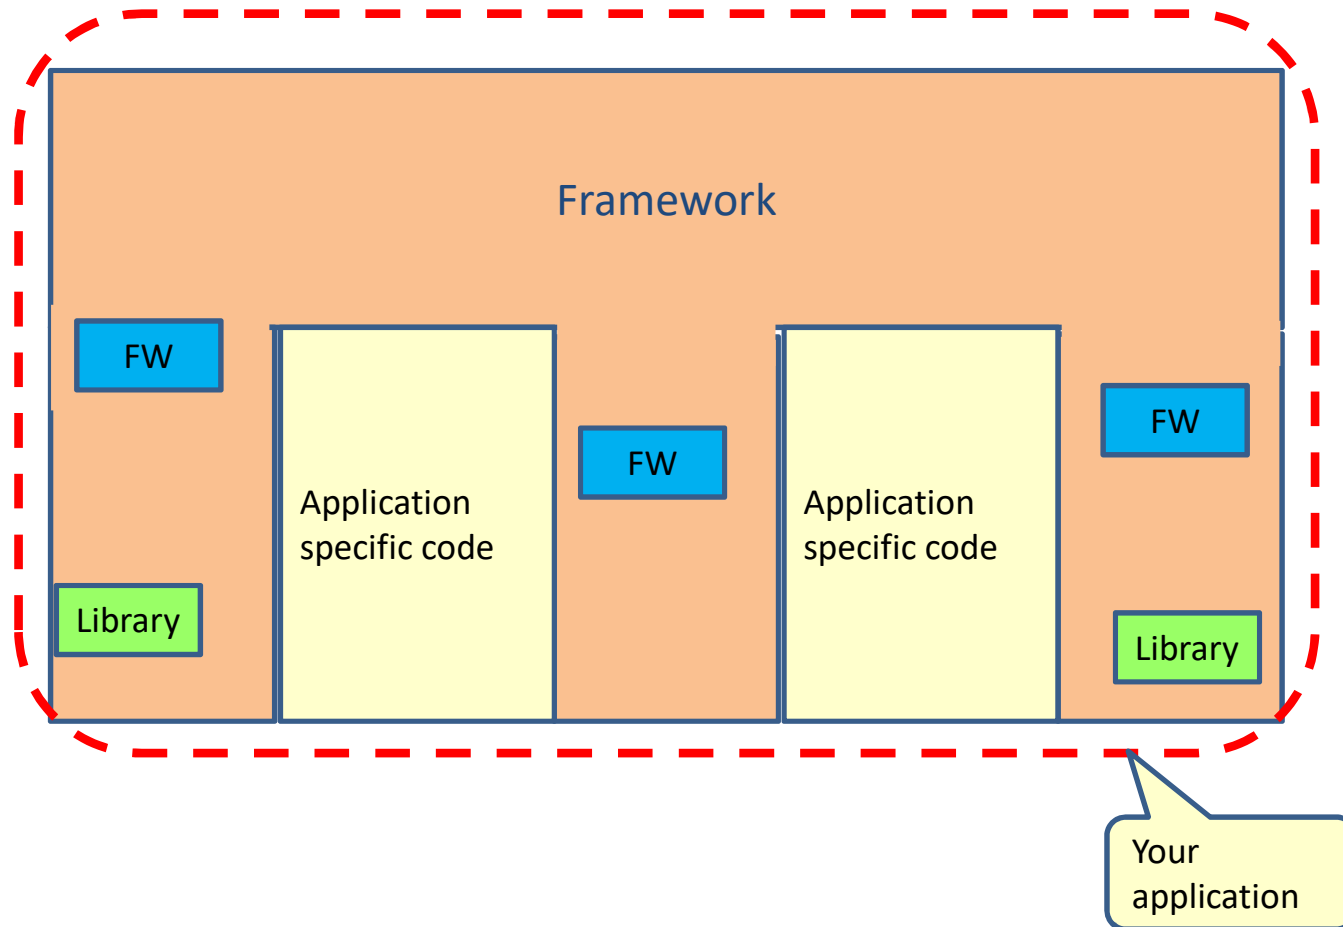 Framework
FW
FW
FW
Application
specific code
Application
specific code
Library
Library
Your
application